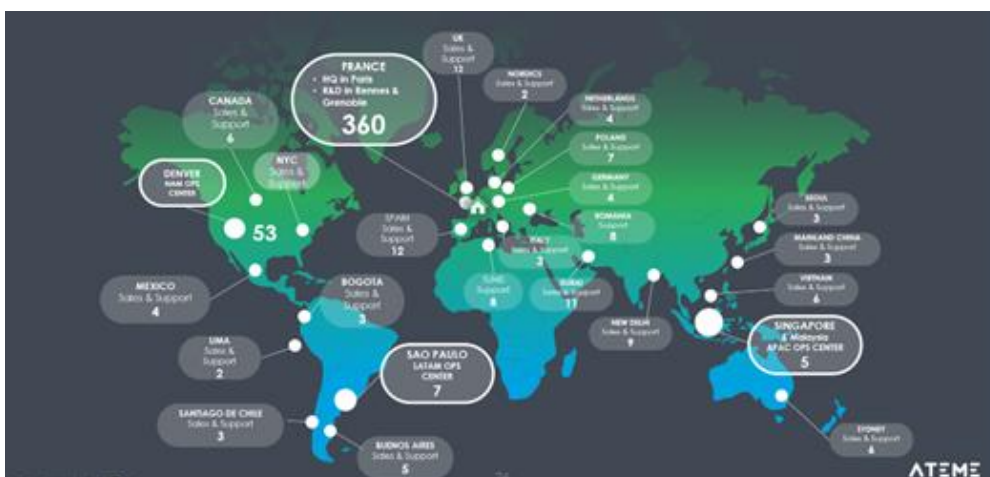 UK
Sales &
Support
12
FRANCE
• HQ in Paris
• R&D in Rennes &
Grenoble
360
NORDICS
Sales & Support
2
NETHERLANDS
Sales & Support
4
CANADA
Sales &
Support
6
POLAND
Sales & Support
7
NYC
Sales &
Support
DENVER
NAM OPS
CENTER
53
GERMANY
Sales & Support
4
SPAIN
Sales &
Support
12
ROMANIA
Support
8
ITALY
Sales & Support
SEOUL
Sales & Support
3
MAINLAND CHINA
Sales & Support
3
MEXICO
Sales & Support
4
BOGOTA
Sales &
Support
3
Support
8
DUBAI
Sales & Support
11
VIETNAM
Sales & Support
6
NEW DELHI
Sales & Support
9
SINGAPORE
& Malaysia
APAC OPS CENTER
5
LIMA
Sales &
Support
2
SAO PAULO
LATAM OPS
CENTER
7
SANTIAGO DE CHILE
Sales & Support
3
BUENOS AIRES
Sales & Support
5
SYDNEY
Sales & Support
ATEME